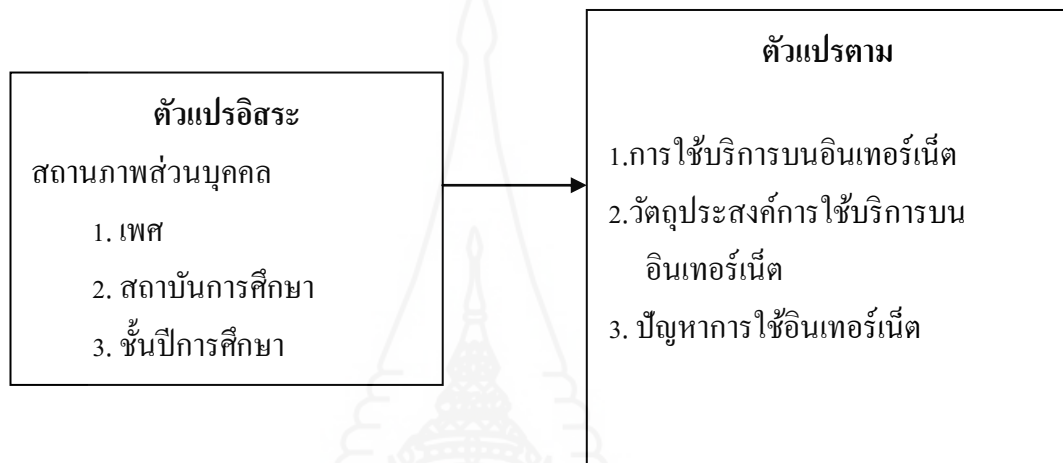 ตัวแปรอิสระ
สถานภาพส่วนบุคคล
1. เพศ
2. สถาบันการศึกษา
3. ชั้นปีการศึกษา
ตัวแปรตาม
1.การใช้บริการบนอินเทอร์เน็ต
2.วัตถุประสงค์การใช้บริการบน
อินเทอร์เน็ต
3. ปัญหาการใช้อินเทอร์เน็ต